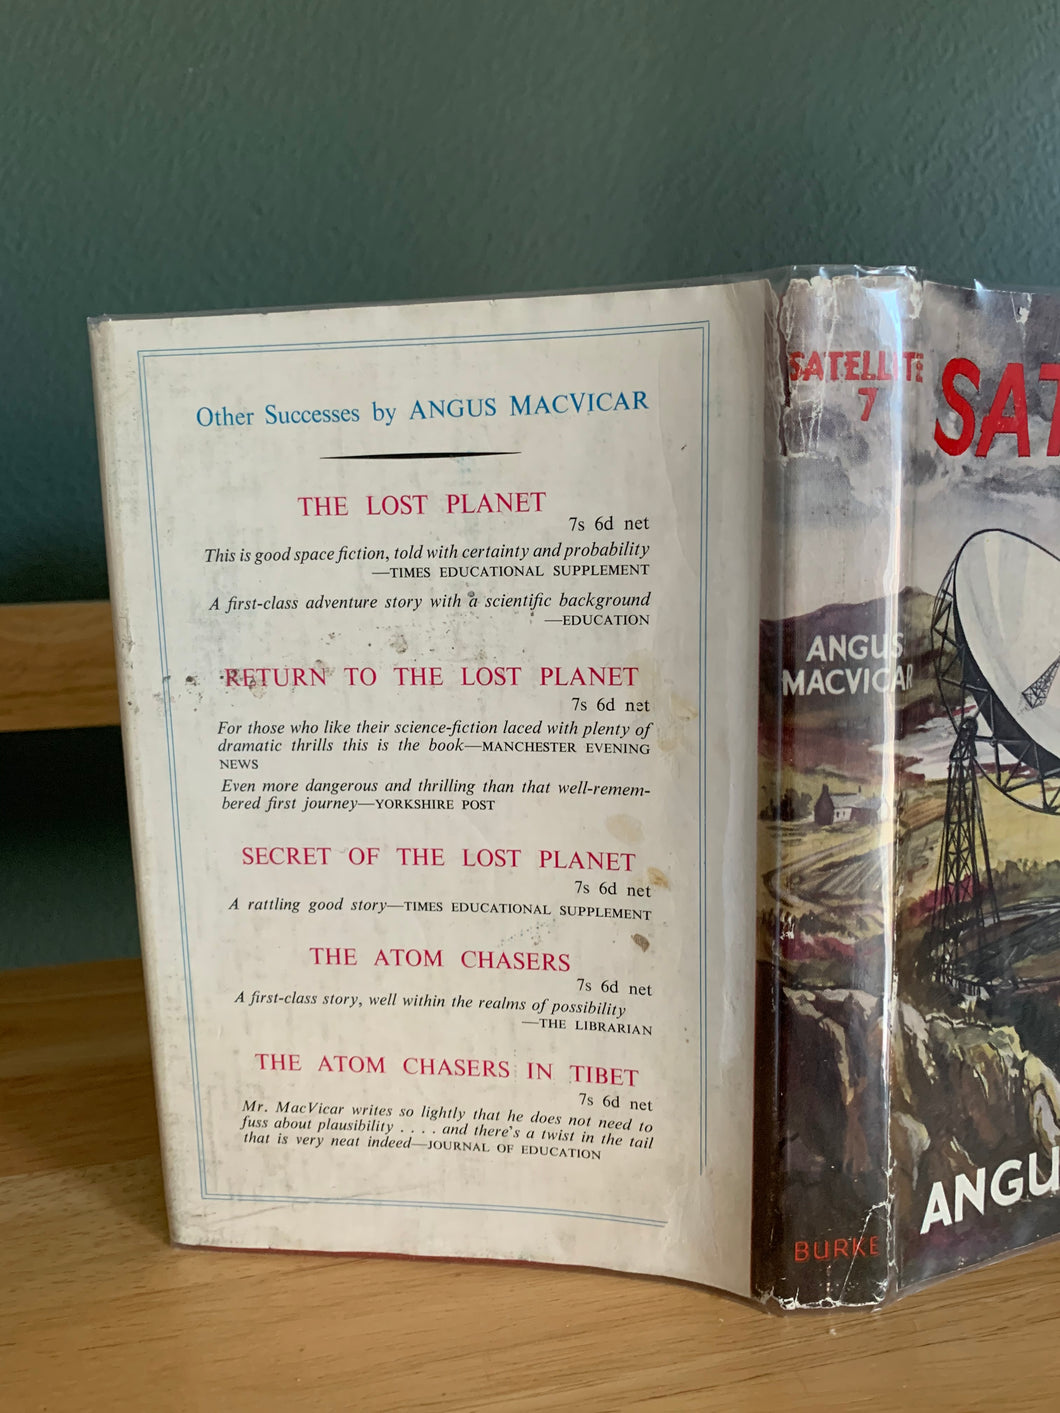 Other Successes by ANGUS MACVICAR
THE LOST PLANET
7s 6d net
This is good space fiction, told with certainty and probability
—TIMES EDUCATIONAL SUPPLEMENT
A first-class adventure story with a scientific background
—EDUCATION
RETURN TO THE LOST PLANET
7s 6d net
For those who like their science-fiction laced with plenty of
dramatic thrills this is the book—MANCHESTER EVENING
NEWS
Even more dangerous and thrilling than that well-remem-
bered first journey—YORKSHIRE POST
SECRET OF THE LOST PLANET
7s 6d net
A rattling good story—TIMES EDUCATIONAL SUPPLEMENT
THE ATOM CHASERS
7s 6d net
A first-class story, well within the realms of possibility
—THE LIBRARIAN
THE ATOM CHASERS IN TIBET
7s 6d net
Mr. MacVicar writes so lightly that he does not need to
fuss about plausibility . . . . and there's a twist in the tail
that is very neat indeed—JOURNAL OF EDUCATION
SATELLITE
7
ANGUS
MACVICAR
BURKE
SAT
ANGU